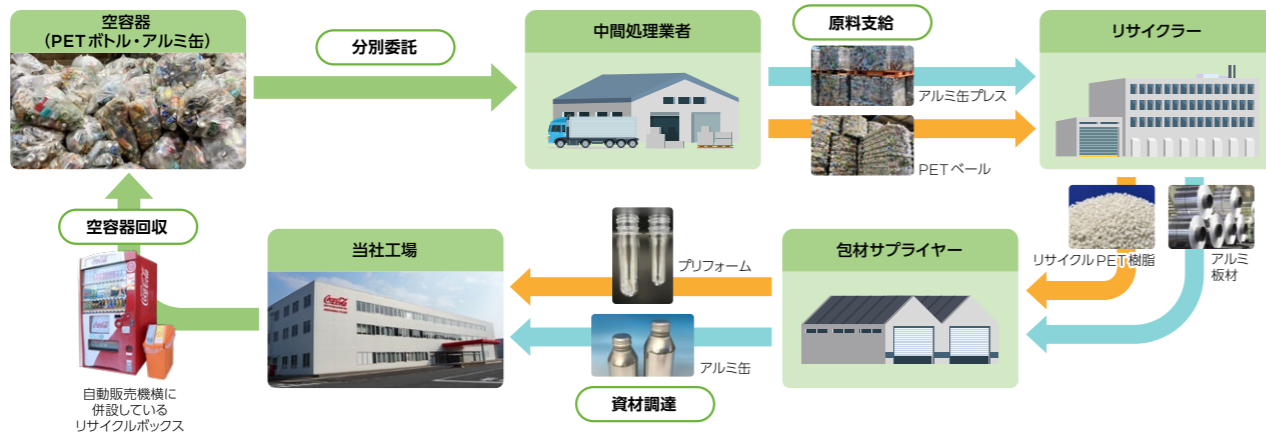 空容器
（PETボトル・アルミ缶）
分別委託
中間処理業者
原料支給
アルミ缶プレス
PETベール
リサイクラー
リサイクルPET樹脂
アルミ
板材
包材サプライヤー
プリフォーム
アルミ缶
資材調達
当社工場
Coca-Cola
空容器回収
Coca-Cola
Coca-Cola
自動販売機横に
併設している
リサイクルボックス